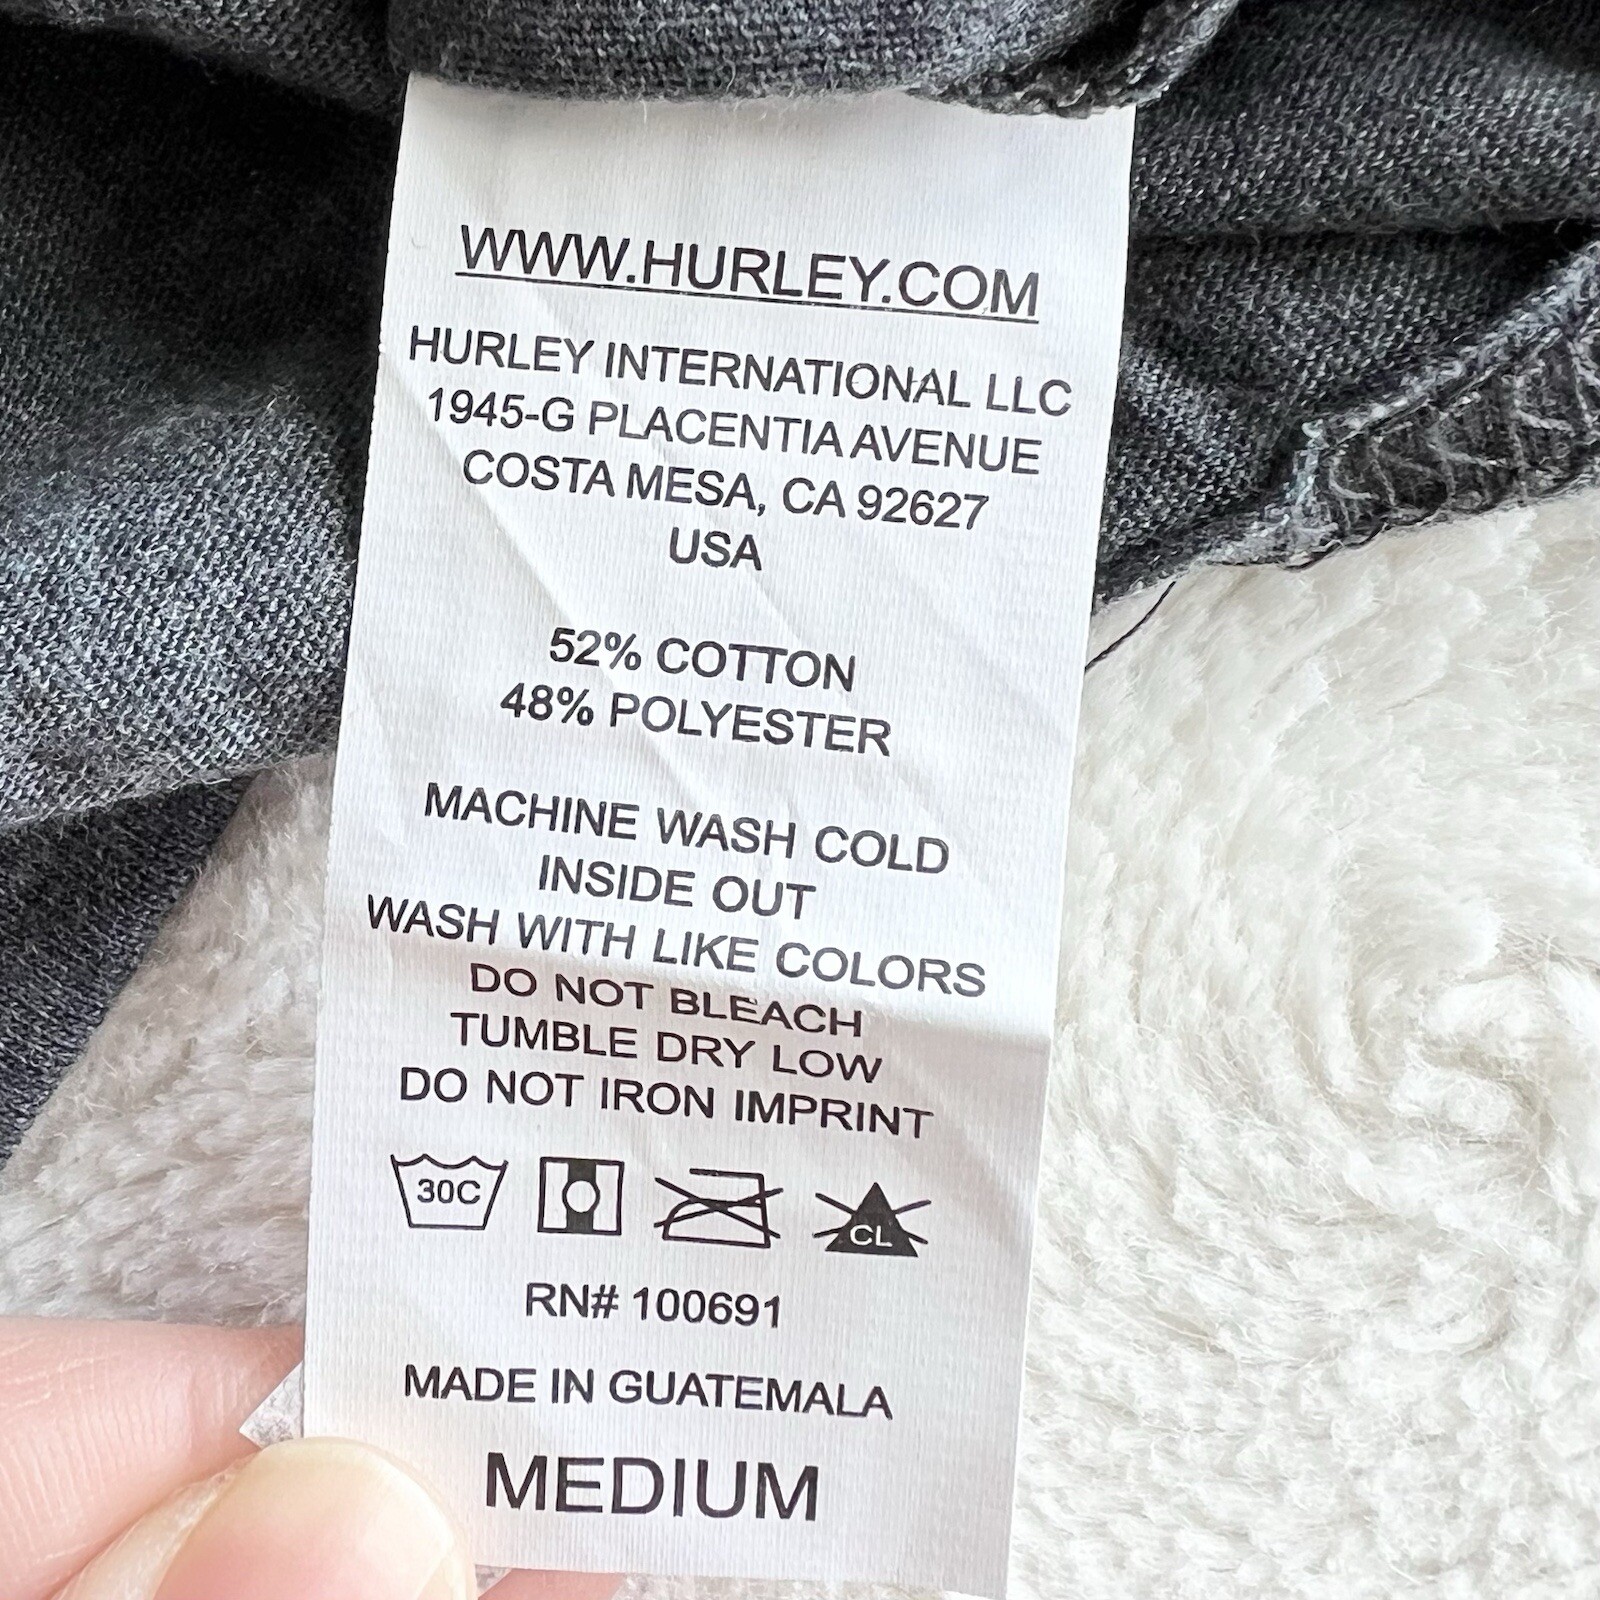 WWW.HURLEY.COM
HURLEY INTERNATIONAL LLC
1945-G PLACENTIA AVENUE
COSTA MESA, CA 92627
USA
52% COTTON
48% POLYESTER
MACHINE WASH COLD
INSIDE OUT
WASH WITH LIKE COLORS
DO NOT BLEACH
TUMBLE DRY LOW
DO NOT IRON IMPRINT
30C CL
RN# 100691
MADE IN GUATEMALA
MEDIUM